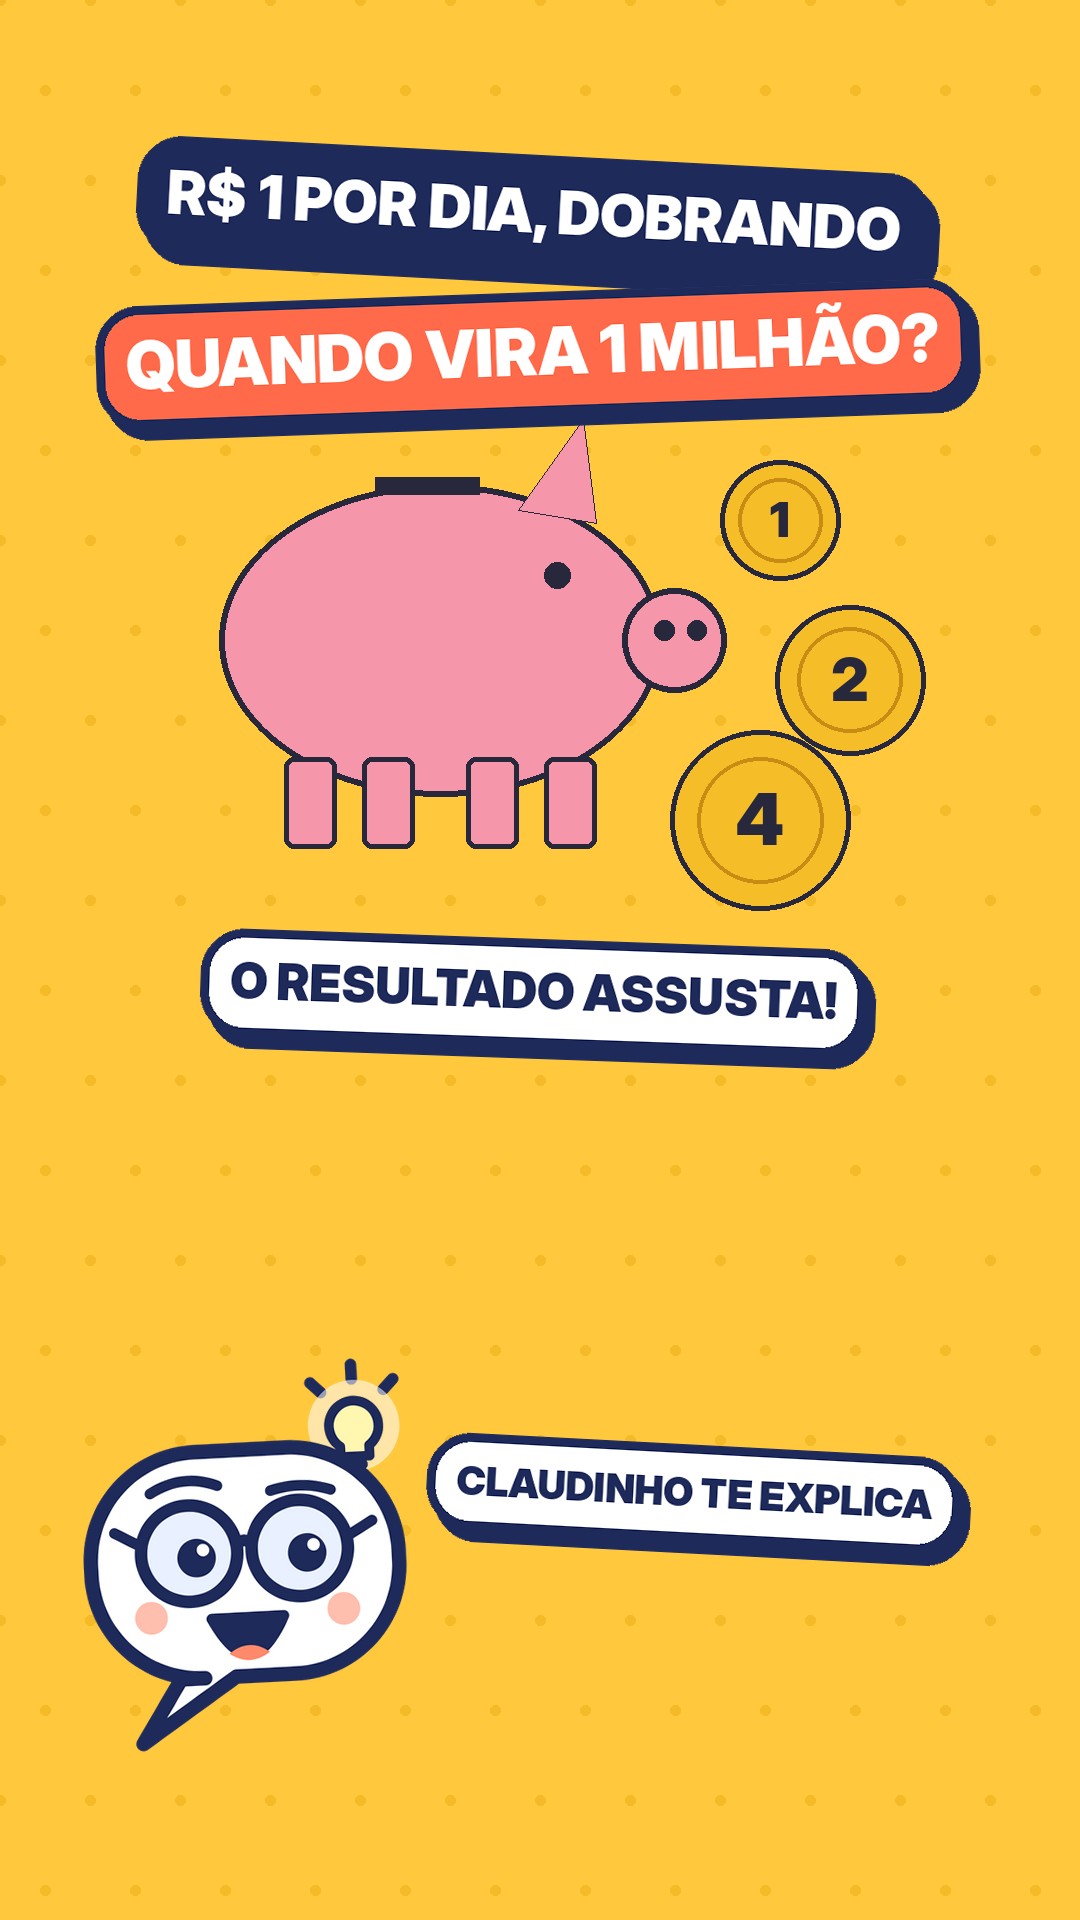 R$ 1 POR DIA, DOBRANDO
QUANDO VIRA 1 MILHÃO?
1
2
4
O RESULTADO ASSUSTA!
CLAUDINHO TE EXPLICA